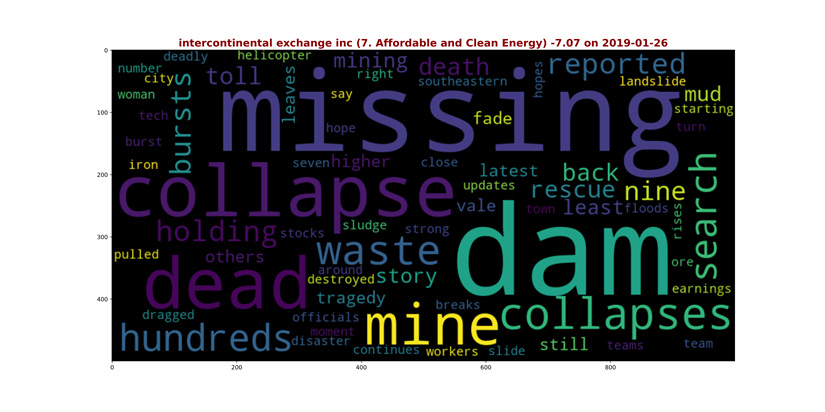 intercontinental exchange inc (7. Affordable and Clean Energy) -7.07 on 2019-01-26
0
100
200
300
400
0 200 400 600 800
deadly helicopter
number city toll leaves mining death reported
right southeastern hopes landslide
woman bursts missing say fade mud
tech hope starting
burst turn
iron seven higher close latest back search
collapse updates rescue nine
holding stocks sludge strong vale town least floods rises
pulled others waste dam
dead around destroyed story ore
tragedy breaks earnings
dragged officials mine collapses
hundreds moment
disaster continues workers slide still teams team